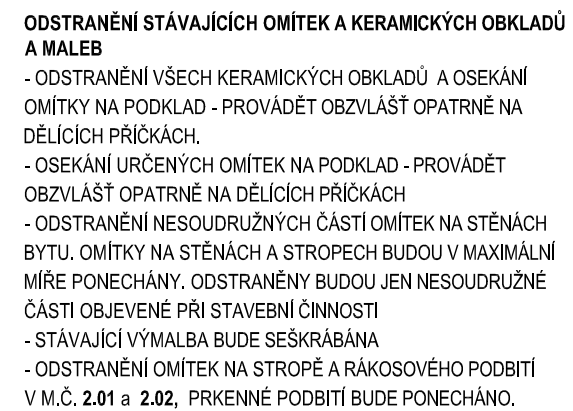 ODSTRANĚNÍ STÁVAJÍCÍCH OMÍTEK A KERAMICKÝCH OBKLADŮ
A MALEB
- ODSTRANĚNÍ VŠECH KERAMICKÝCH OBKLADŮ A OSEKÁNÍ
OMÍTKY NA PODKLAD - PROVÁDĚT OBZVLÁŠŤ OPATRNĚ NA
DĚLÍCÍCH PŘÍČKÁCH.
- OSEKÁNÍ URČENÝCH OMÍTEK NA PODKLAD - PROVÁDĚT
OBZVLÁŠŤ OPATRNĚ NA DĚLÍCÍCH PŘÍČKÁCH
- ODSTRANĚNÍ NESOUDRUŽNÝCH ČÁSTÍ OMÍTEK NA STĚNÁCH
BYTU. OMÍTKY NA STĚNÁCH A STROPECH BUDOU V MAXIMÁLNÍ
MÍŘE PONECHÁNY. ODSTRANĚNY BUDOU JEN NESOUDRUŽNÉ
ČÁSTI OBJEVENÉ PŘI STAVEBNÍ ČINNOSTI
- STÁVAJÍCÍ VÝMALBA BUDE SEŠKRÁBÁNA
- ODSTRANĚNÍ OMÍTEK NA STROPĚ A RÁKOSOVÉHO PODBITÍ
V M.Č. 2.01 a 2.02, PRKENNÉ PODBITÍ BUDE PONECHÁNO.